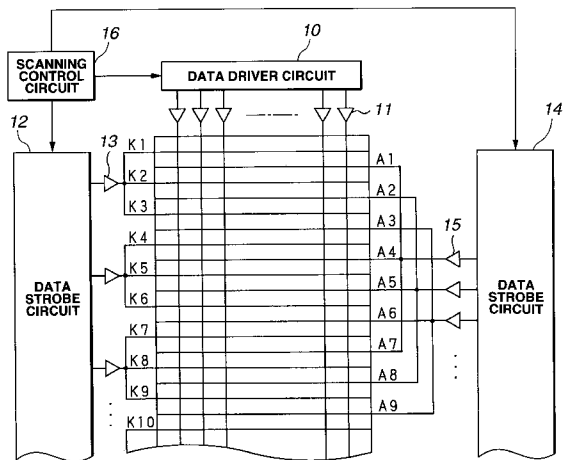 16
SCANNING
CONTROL
CIRCUIT
10
DATA DRIVER CIRCUIT
11
12
13
14
15
DATA
STROBE
CIRCUIT
K1
K2
K3
K4
K5
K6
K7
K8
K9
K10
A1
A2
A3
A4
A5
A6
A7
A8
A9
DATA
STROBE
CIRCUIT